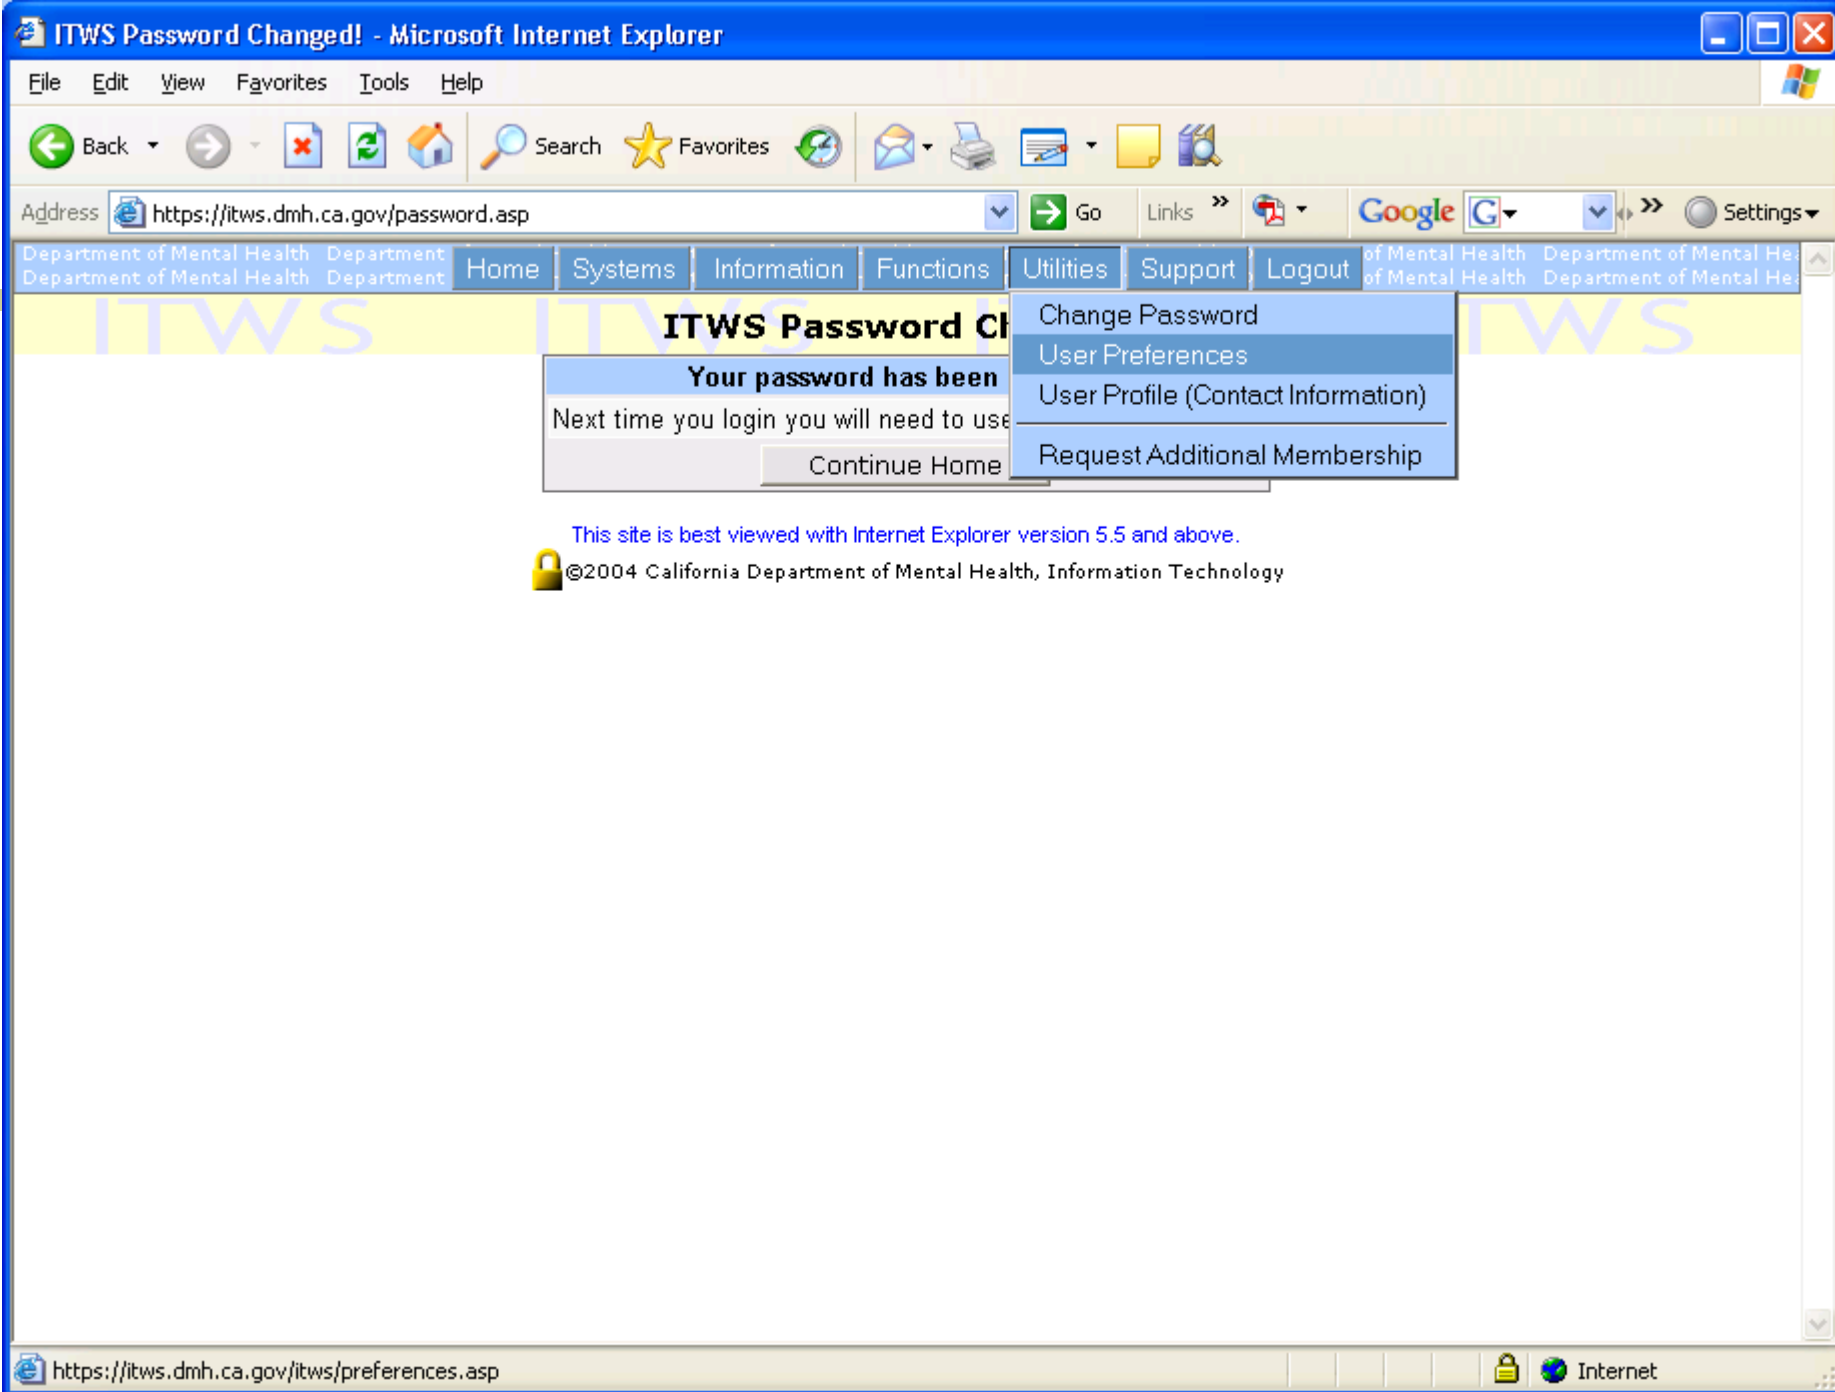 ITWS Password Changed! - Microsoft Internet Explorer
File Edit View Favorites Tools Help
Back Search Favorites
Address https://itws.dmh.ca.gov/password.asp Go Links Google G Settings
Department of Mental Health Department of Mental Health Department of Mental Hea
Department of Mental Health Department of Mental Health Department of Mental Hea
Home Systems Information Functions Utilities Support Logout
ITWS ITWS ITWS
ITWS Password Ch
Change Password
User Preferences
User Profile (Contact Information)
Request Additional Membership
Your password has been
Next time you login you will need to use
Continue Home
This site is best viewed with Internet Explorer version 5.5 and above.
©2004 California Department of Mental Health, Information Technology
https://itws.dmh.ca.gov/itws/preferences.asp Internet